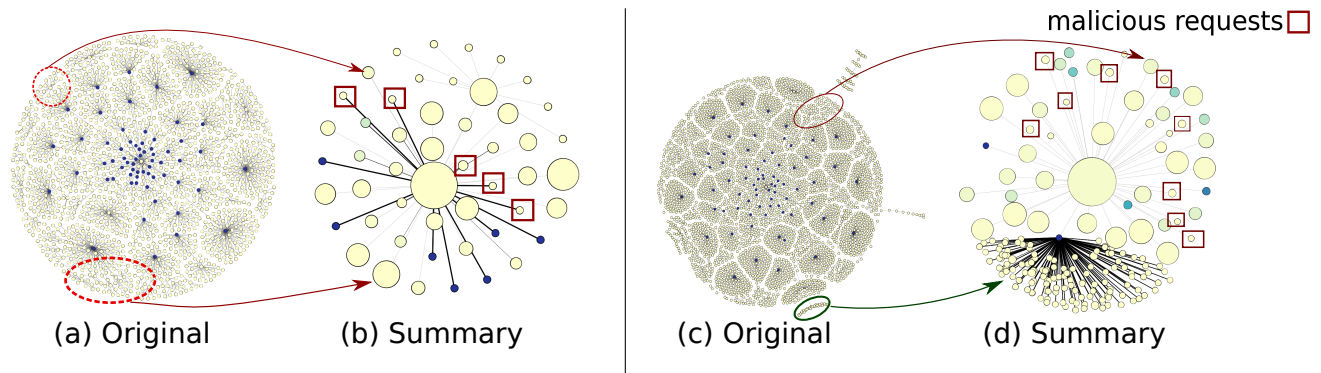 malicious requests
(a) Original
(b) Summary
(c) Original
(d) Summary